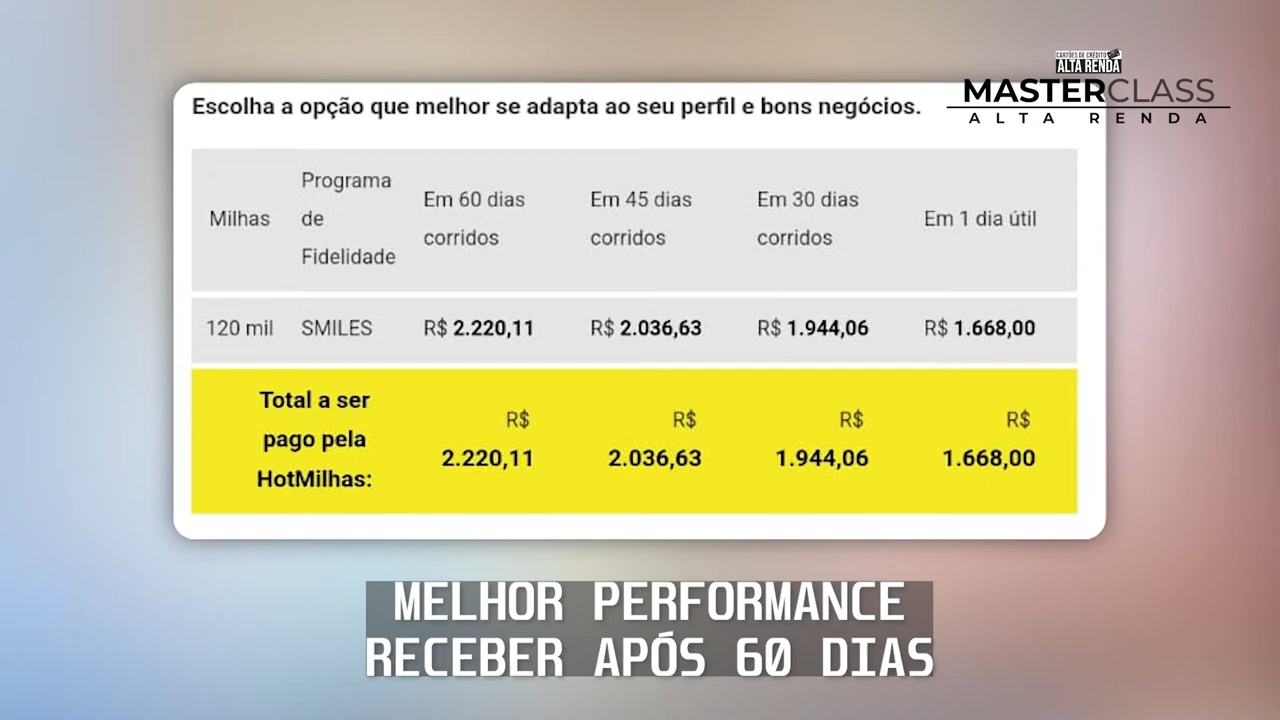 CARTÕES DE CRÉDITO
ALTA RENDA
MASTERCLASS
ALTA RENDA
Escolha a opção que melhor se adapta ao seu perfil e bons negócios.
Milhas
Programa
de
Fidelidade
Em 60 dias
corridos
Em 45 dias
corridos
Em 30 dias
corridos
Em 1 dia útil
120 mil SMILES R$ 2.220,11 R$ 2.036,63 R$ 1.944,06 R$ 1.668,00
Total a ser
pago pela
HotMilhas:
R$
2.220,11
R$
2.036,63
R$
1.944,06
R$
1.668,00
MELHOR PERFORMANCE
RECEBER APÓS 60 DIAS